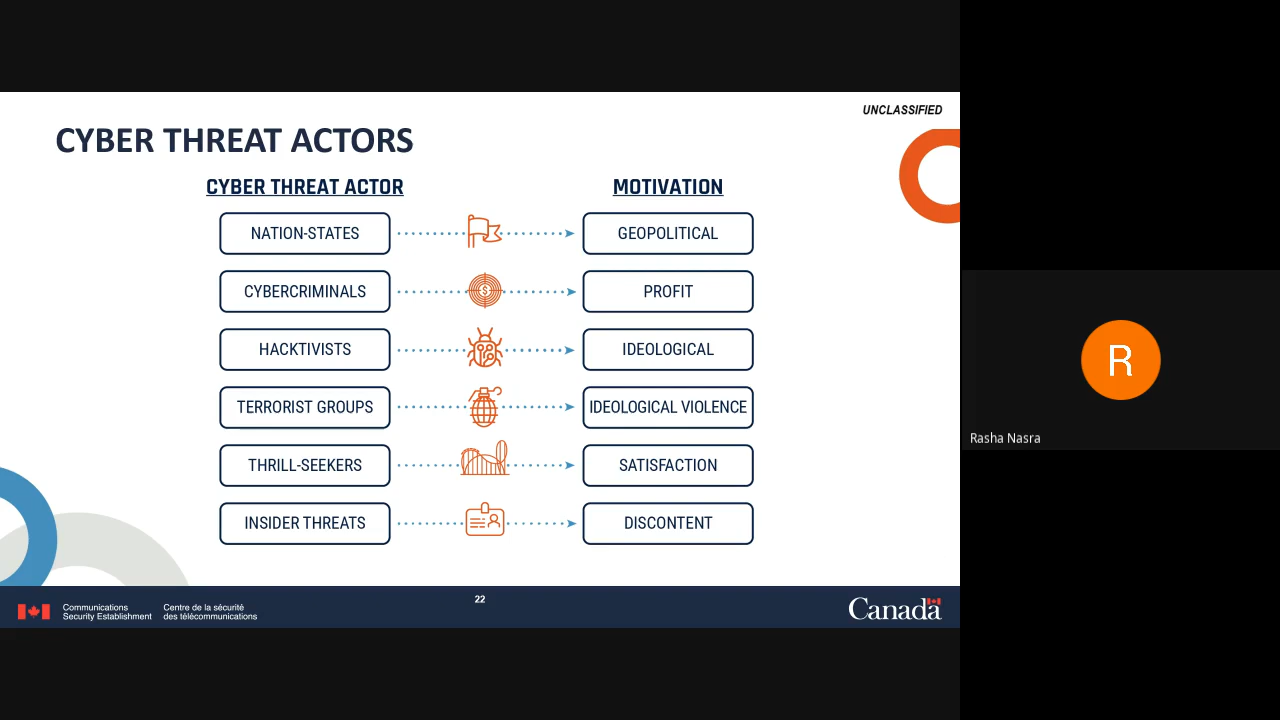 UNCLASSIFIED
CYBER THREAT ACTORS
CYBER THREAT ACTOR
MOTIVATION
NATION-STATES
GEOPOLITICAL
CYBERCRIMINALS
$
PROFIT
HACKTIVISTS
IDEOLOGICAL
TERRORIST GROUPS
IDEOLOGICAL VIOLENCE
THRILL-SEEKERS
SATISFACTION
INSIDER THREATS
DISCONTENT
Communications
Security Establishment
Centre de la sécurité
des télécommunications
22
Canada
R
Rasha Nasra